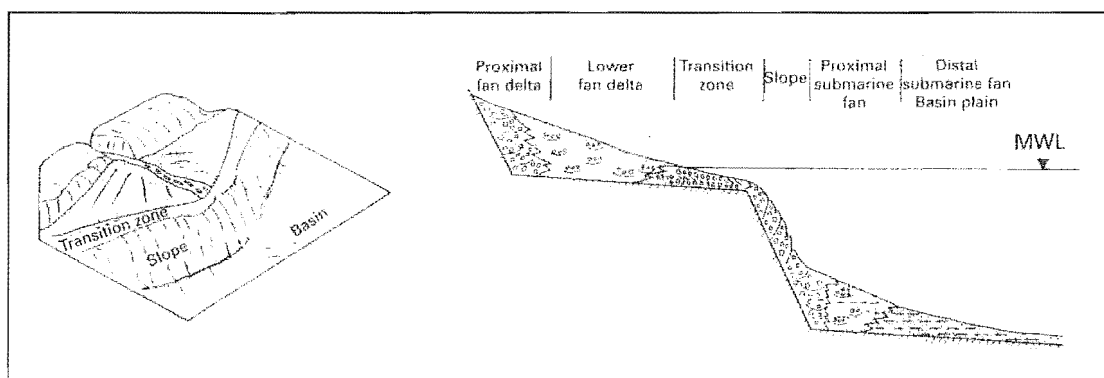 Transition zone
Slope
Basin
Proximal
fan delta
Lower
fan delta
Transition
zone
Slope
Proximal
submarine
fan
Distal
submarine fan
Basin plain
MWL